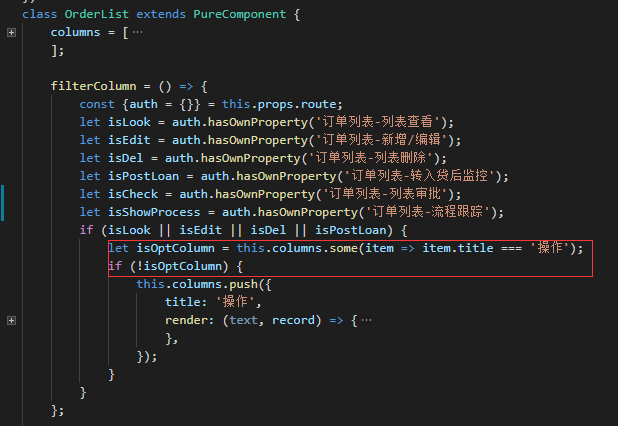 class OrderList extends PureComponent {
columns = [ ⋯
];
filterColumn = () => {
const {auth = {}} = this.props.route;
let isLook = auth.hasOwnProperty('订单列表-列表查看');
let isEdit = auth.hasOwnProperty('订单列表-新增/编辑');
let isDel = auth.hasOwnProperty('订单列表-列表删除');
let isPostLoan = auth.hasOwnProperty('订单列表-转入贷后监控');
let isCheck = auth.hasOwnProperty('订单列表-列表审批');
let isShowProcess = auth.hasOwnProperty('订单列表-流程跟踪');
if (isLook || isEdit || isDel || isPostLoan) {
let isOptColumn = this.columns.some(item => item.title === '操作');
if (!isOptColumn) {
this.columns.push({
title: '操作',
render: (text, record) => { ⋯
},
});
}
}
};